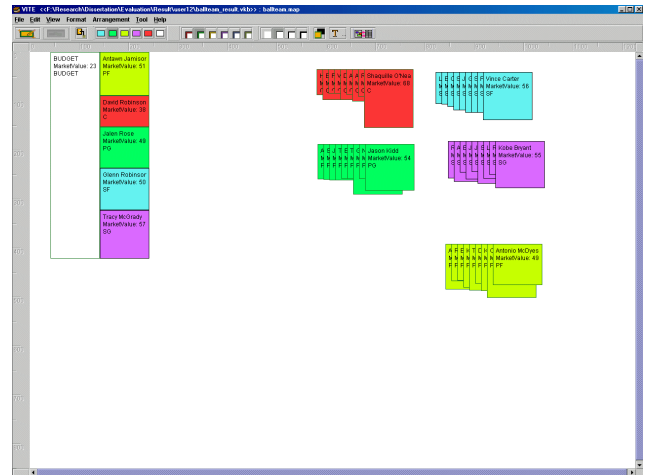 VITE <<F:\Research\Dissertation\Evaluation\Result\user12\ballteam_result.vkb>> : ballteam.map
File Edit View Format Arrangement Tool Help
BUDGET
MarketValue: 23
BUDGET
Antawn Jamisor
MarketValue: 51
PF
David Robinson
MarketValue: 38
C
Jalen Rose
MarketValue: 49
PG
Glenn Robinsor
MarketValue: 50
SF
Tracy McGrady
MarketValue: 57
SG
Shaquille O'Nea
MarketValue: 68
C
Vince Carter
MarketValue: 56
SF
Jason Kidd
MarketValue: 54
PG
Kobe Bryant
MarketValue: 55
SG
Antonio McDyes
MarketValue: 49
PF